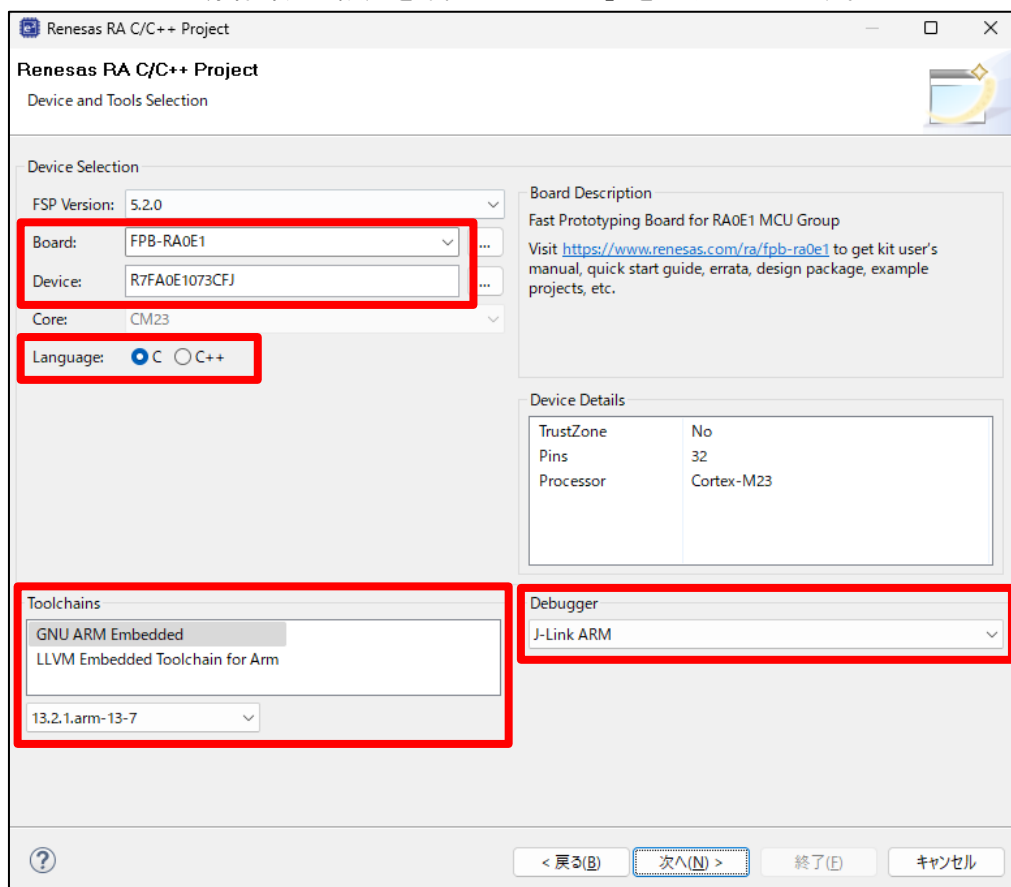 Renesas RA C/C++ Project
Renesas RA C/C++ Project
Device and Tools Selection
Device Selection
FSP Version: 5.2.0
Board: FPB-RA0E1 ...
Device: R7FA0E1073CFJ ...
Core: CM23
Language: C C++
Board Description
Fast Prototyping Board for RA0E1 MCU Group
Visit https://www.renesas.com/ra/fpb-ra0e1 to get kit user's
manual, quick start guide, errata, design package, example
projects, etc.
Device Details
TrustZone No
Pins 32
Processor Cortex-M23
Toolchains
GNU ARM Embedded
LLVM Embedded Toolchain for Arm
13.2.1.arm-13-7
Debugger
J-Link ARM
< 戻る(B) 次へ(N) > 終了(F) キャンセル